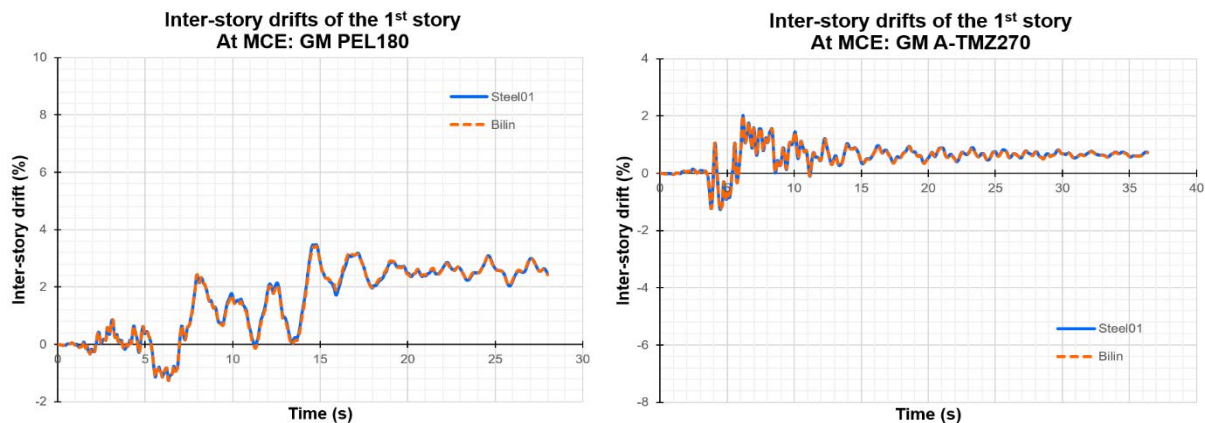 Inter-story drifts of the 1st story
At MCE: GM PEL180
10
8
6
4
2
0
-2
0
5
10
15
20
25
30
Steel01
Bilin
Inter-story drift (%)
Time (s)
Inter-story drifts of the 1st story
At MCE: GM A-TMZ270
4
2
0
-2
-4
-6
-8
0
5
10
15
20
25
30
35
40
Steel01
Bilin
Inter-story drift (%)
Time (s)